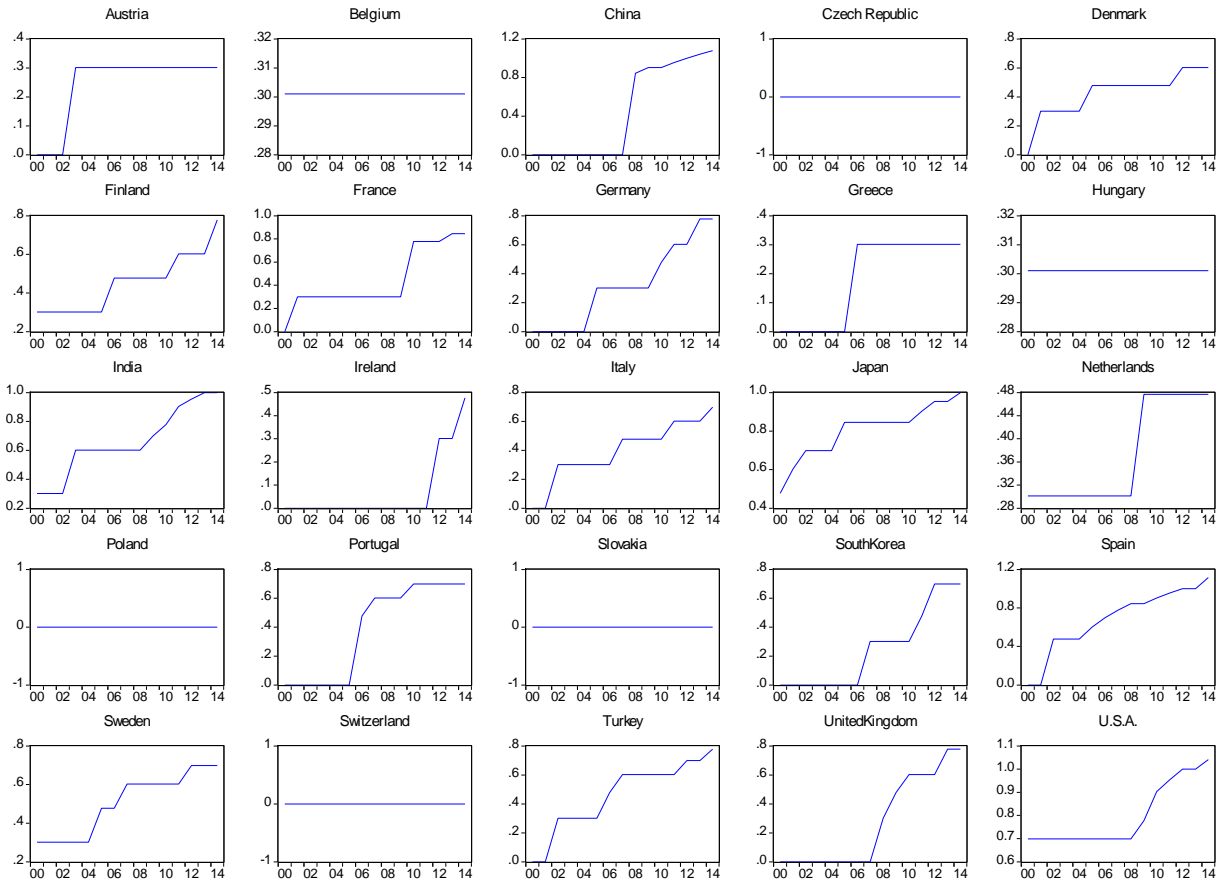 Austria
.4
.3
.2
.1
.0
00 02 04 06 08 10 12 14
Belgium
.32
.31
.30
.29
.28
00 02 04 06 08 10 12 14
China
1.2
0.8
0.4
0.0
00 02 04 06 08 10 12 14
Czech Republic
1
0
-1
00 02 04 06 08 10 12 14
Denmark
.8
.6
.4
.2
.0
00 02 04 06 08 10 12 14
Finland
.8
.6
.4
.2
00 02 04 06 08 10 12 14
France
1.0
0.8
0.6
0.4
0.2
0.0
00 02 04 06 08 10 12 14
Germany
.8
.6
.4
.2
.0
00 02 04 06 08 10 12 14
Greece
.4
.3
.2
.1
.0
00 02 04 06 08 10 12 14
Hungary
.32
.31
.30
.29
.28
00 02 04 06 08 10 12 14
India
1.0
0.8
0.6
0.4
0.2
00 02 04 06 08 10 12 14
Ireland
.5
.4
.3
.2
.1
.0
00 02 04 06 08 10 12 14
Italy
.8
.6
.4
.2
.0
00 02 04 06 08 10 12 14
Japan
1.0
0.8
0.6
0.4
00 02 04 06 08 10 12 14
Netherlands
.48
.44
.40
.36
.32
.28
00 02 04 06 08 10 12 14
Poland
1
0
-1
00 02 04 06 08 10 12 14
Portugal
.8
.6
.4
.2
.0
00 02 04 06 08 10 12 14
Slovakia
1
0
-1
00 02 04 06 08 10 12 14
SouthKorea
.8
.6
.4
.2
.0
00 02 04 06 08 10 12 14
Spain
1.2
0.8
0.4
0.0
00 02 04 06 08 10 12 14
Sweden
.8
.6
.4
.2
00 02 04 06 08 10 12 14
Switzerland
1
0
-1
00 02 04 06 08 10 12 14
Turkey
.8
.6
.4
.2
.0
00 02 04 06 08 10 12 14
UnitedKingdom
.8
.6
.4
.2
.0
00 02 04 06 08 10 12 14
U.S.A.
1.1
1.0
0.9
0.8
0.7
0.6
00 02 04 06 08 10 12 14